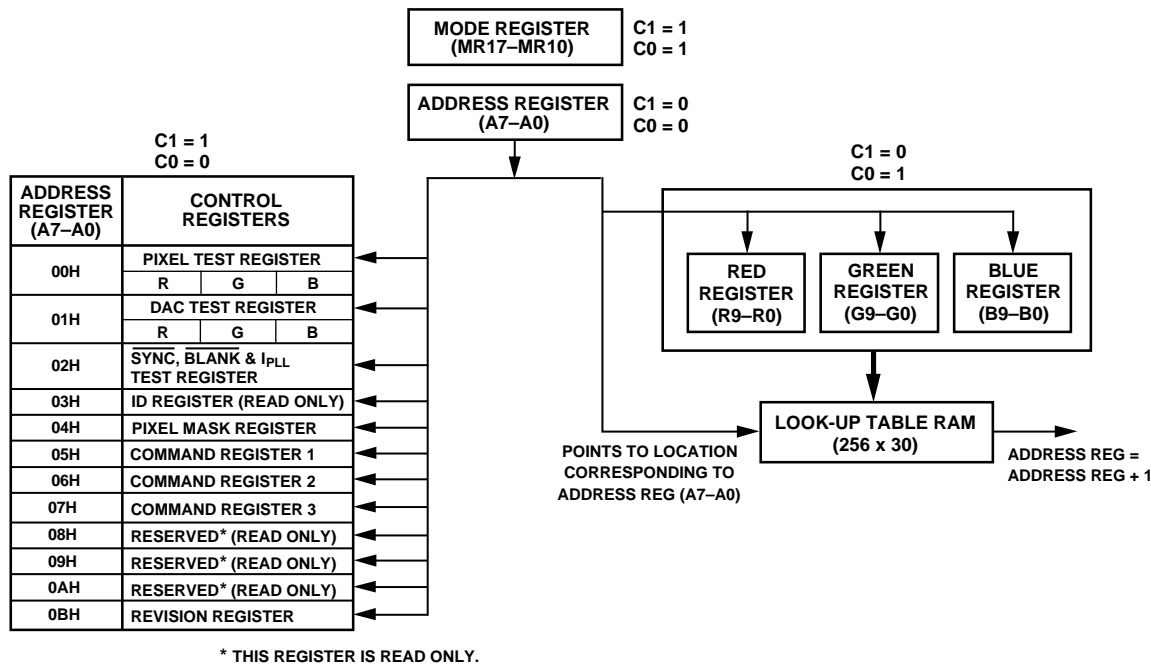 MODE REGISTER
(MR17–MR10)
C1 = 1
C0 = 1
ADDRESS REGISTER
(A7–A0)
C1 = 0
C0 = 0
C1 = 1
C0 = 0
ADDRESS
REGISTER
(A7–A0)
CONTROL
REGISTERS
00H
PIXEL TEST REGISTER
R G B
01H
DAC TEST REGISTER
R G B
02H
SYNC, BLANK & IPLL
TEST REGISTER
03H ID REGISTER (READ ONLY)
04H PIXEL MASK REGISTER
05H COMMAND REGISTER 1
06H COMMAND REGISTER 2
07H COMMAND REGISTER 3
08H RESERVED* (READ ONLY)
09H RESERVED* (READ ONLY)
0AH RESERVED* (READ ONLY)
0BH REVISION REGISTER
* THIS REGISTER IS READ ONLY.
C1 = 0
C0 = 1
RED
REGISTER
(R9–R0)
GREEN
REGISTER
(G9–G0)
BLUE
REGISTER
(B9–B0)
LOOK-UP TABLE RAM
(256 x 30)
POINTS TO LOCATION
CORRESPONDING TO
ADDRESS REG (A7–A0)
ADDRESS REG =
ADDRESS REG + 1